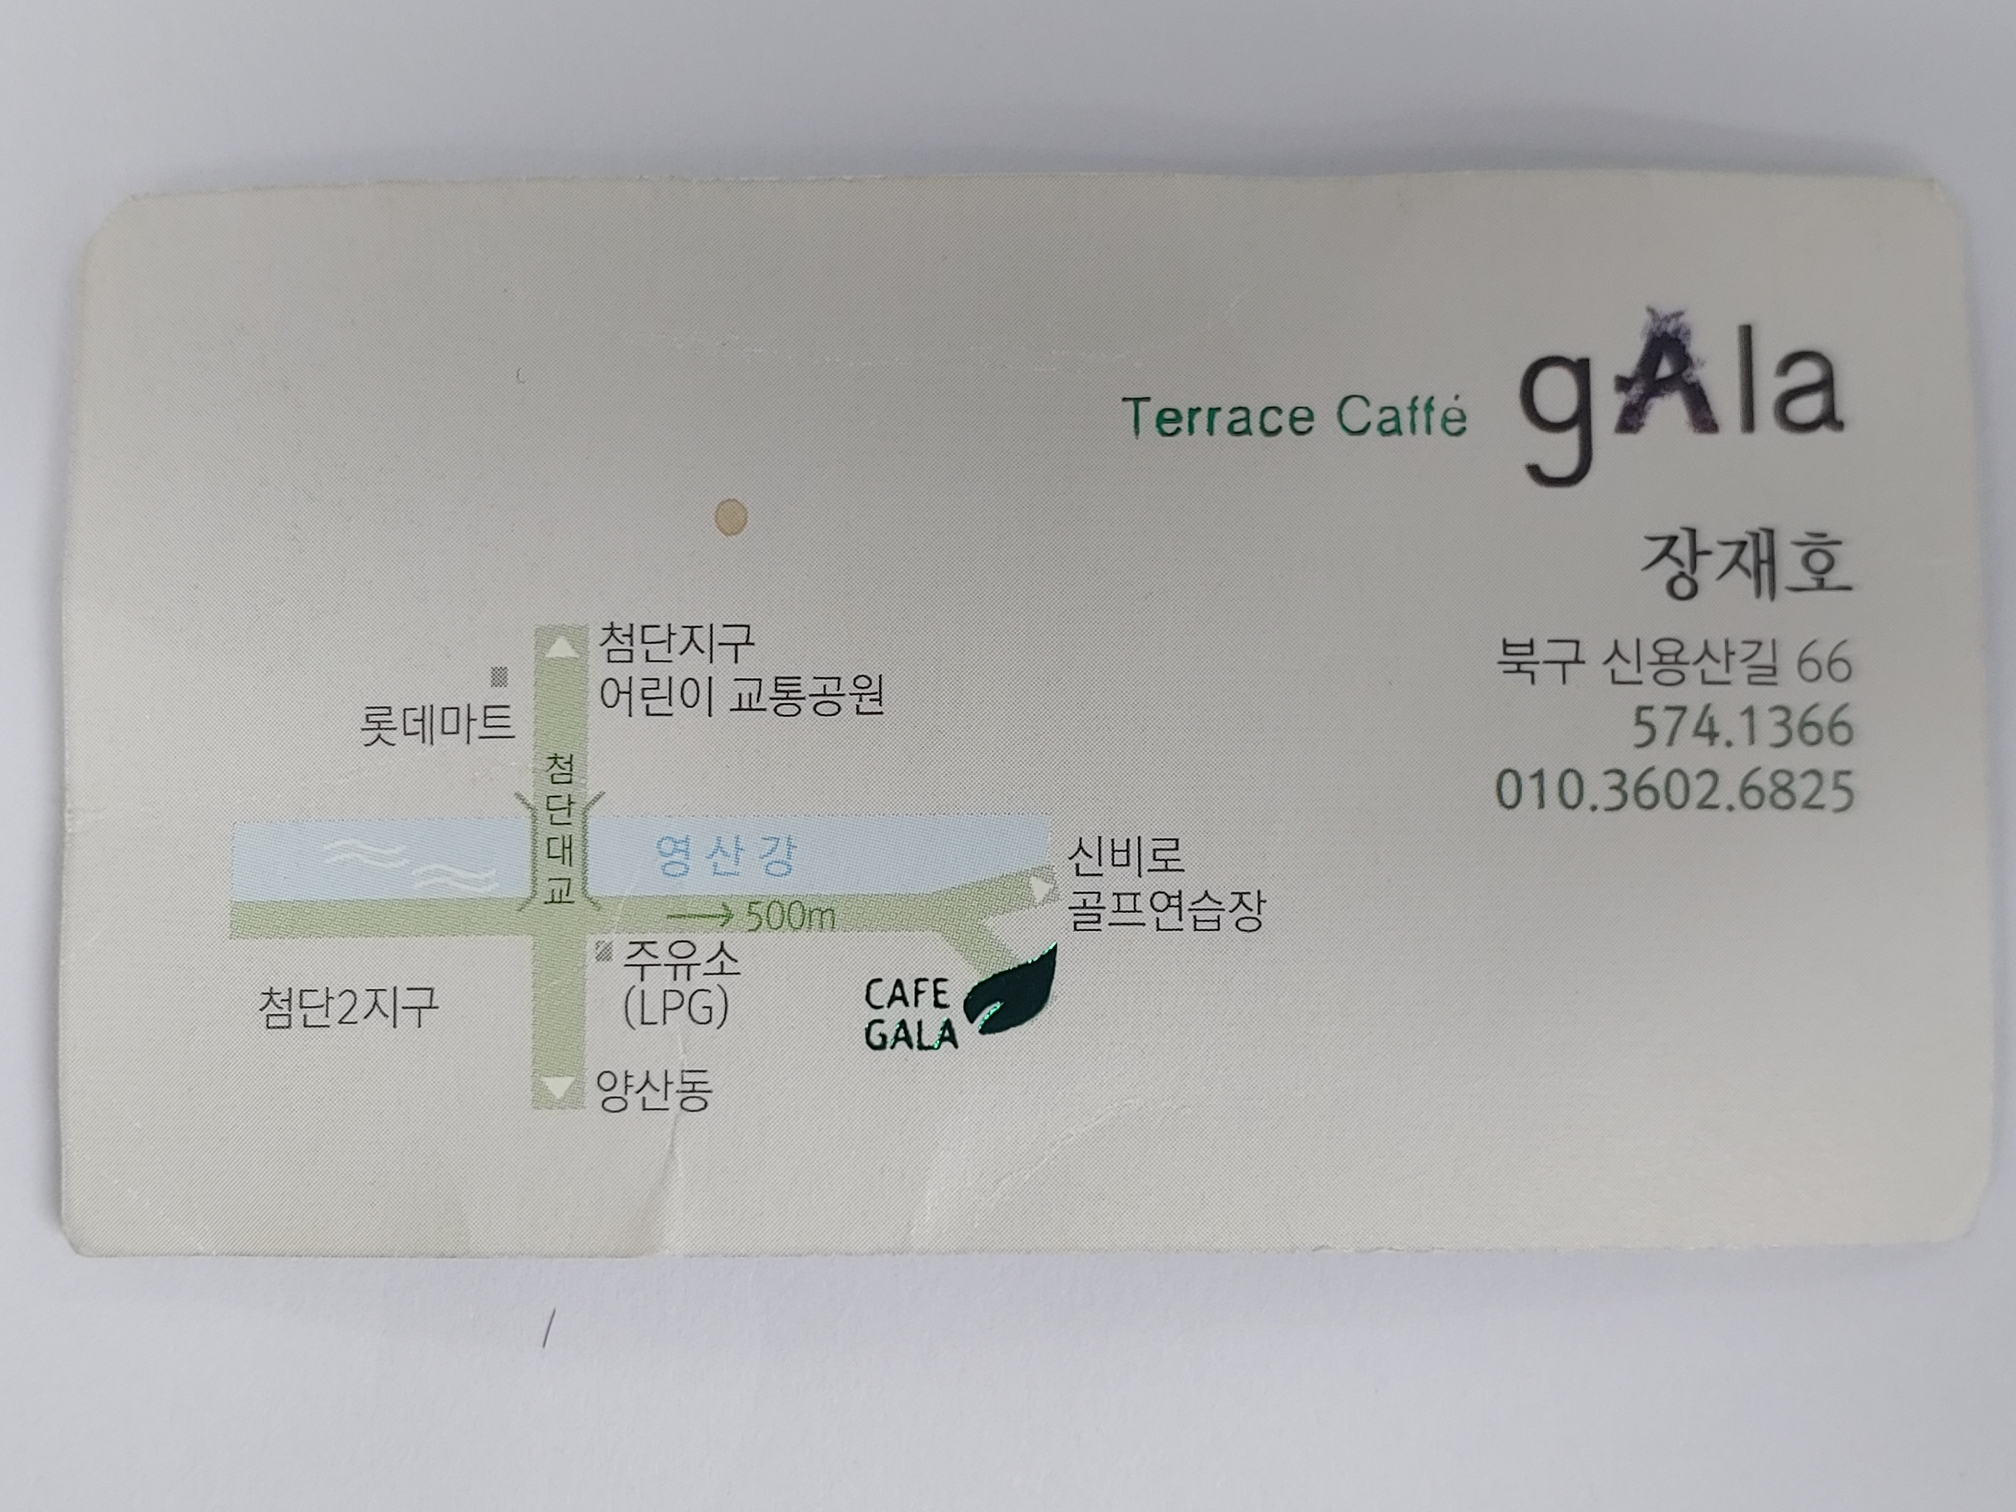 Terrace Caffé gAla
장재호
북구 신용산길 66
574.1366
010.3602.6825
첨단지구
어린이 교통공원
롯데마트
첨단대교
영산강
신비로
골프연습장
→ 500m
주유소
(LPG)
첨단2지구
CAFE
GALA
양산동